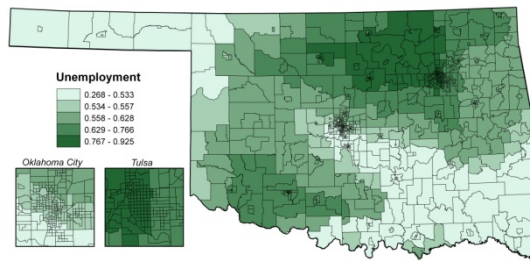 Unemployment
0.268 - 0.533
0.534 - 0.557
0.558 - 0.628
0.629 - 0.766
0.767 - 0.925
Oklahoma City
Tulsa